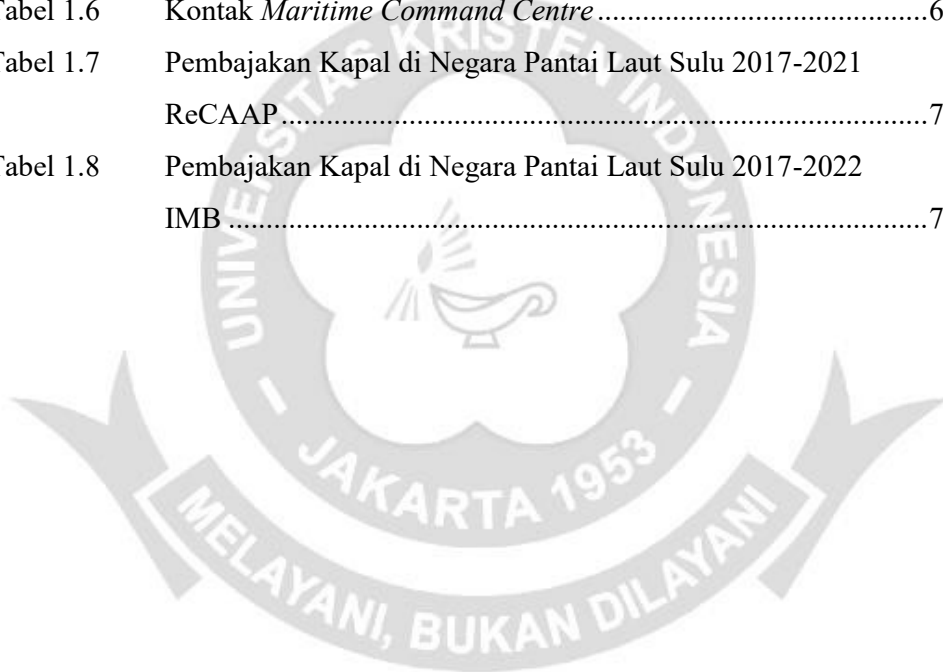 Tabel 1.6 Kontak Maritime Command Centre....................................6
Tabel 1.7 Pembajakan Kapal di Negara Pantai Laut Sulu 2017-2021
ReCAAP.......................................................................7
Tabel 1.8 Pembajakan Kapal di Negara Pantai Laut Sulu 2017-2022
IMB .............................................................................7
UNIVERSITAS KRISTEN INDONESIA
- JAKARTA 1953 -
MELAYANI, BUKAN DILAYANI